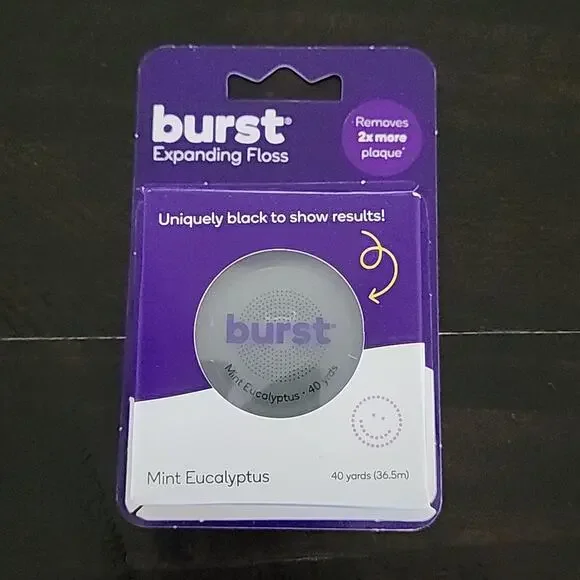 burst®
Expanding Floss
Removes
2x more
plaque*
Uniquely black to show results!
burst
Mint Eucalyptus • 40 yrds
Mint Eucalyptus
40 yards (36.5m)